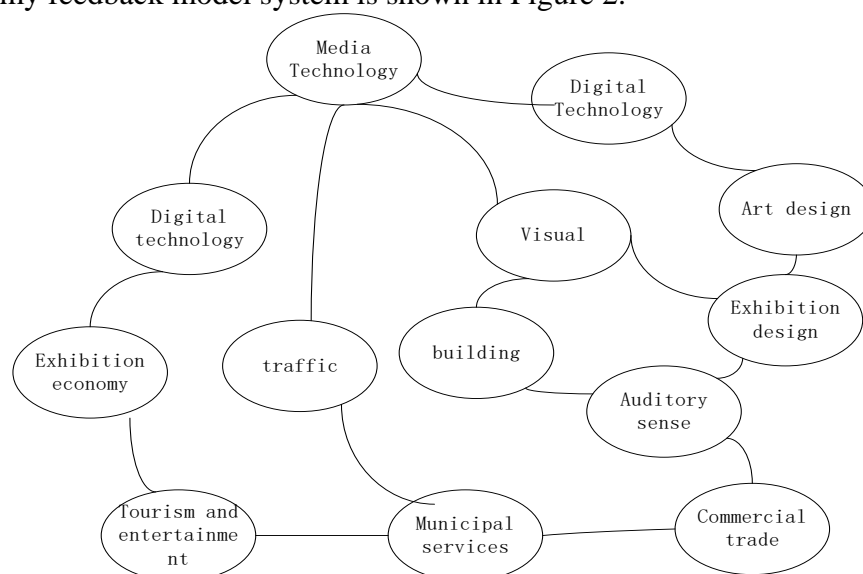 my feedback model system is shown in Figure 2.
Media
Technology
Digital
Technology
Art design
Digital
technology
Visual
Exhibition
design
Exhibition
economy
traffic
building
Auditory
sense
Tourism and
entertainme
nt
Municipal
services
Commercial
trade